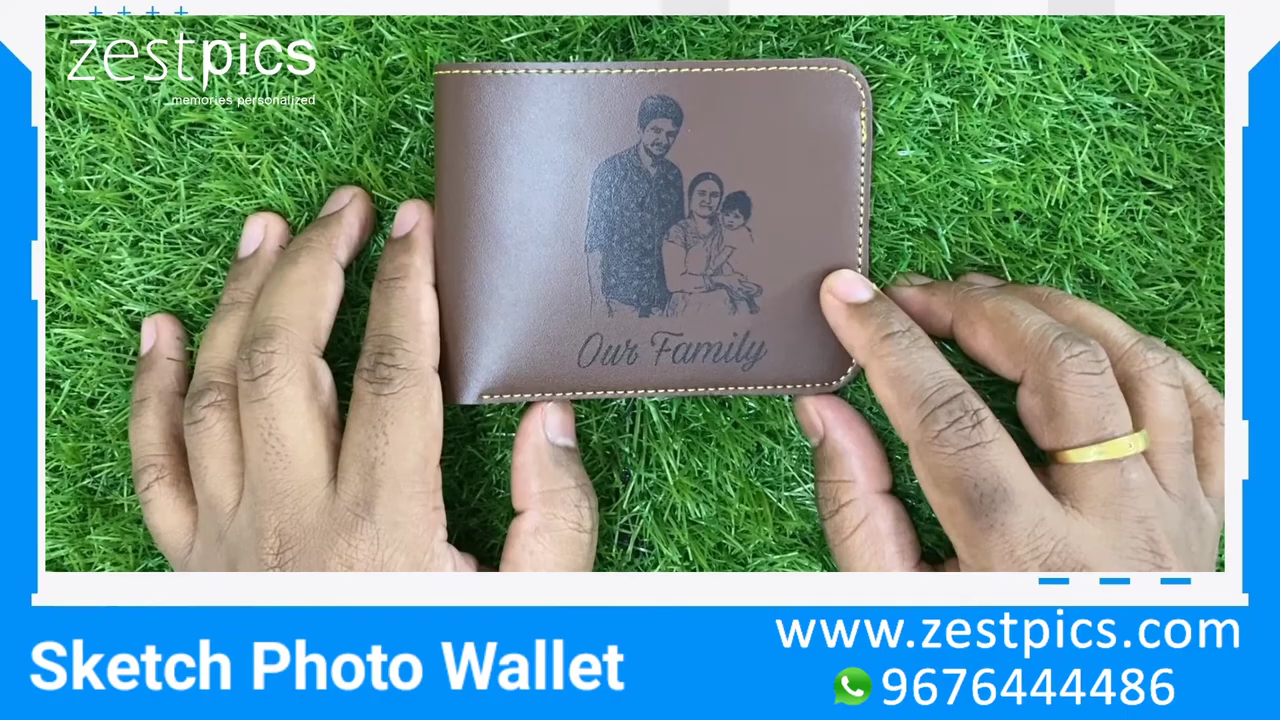 zestpics
memories personalized
Our Family
Sketch Photo Wallet
www.zestpics.com
9676444486